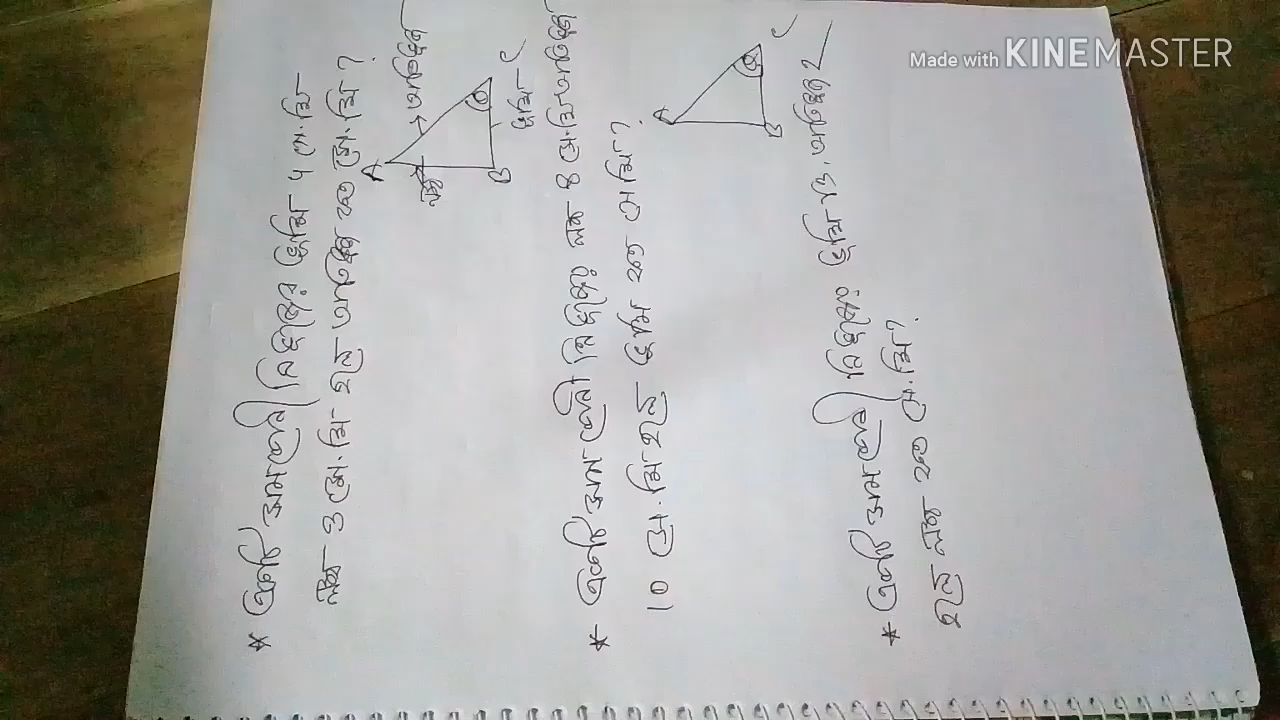 Made with KINEMASTER
* একটি সমকোণী ত্রিভুজের ভূমি 4 সে.মি
লম্ব 3 সে.মি হলে অতিভুজ কত সে.মি ?
A
লম্ব
অতিভুজ
θ
B
ভূমি
C
* একটি সমকোণী ত্রিভুজের লম্ব 8 সে.মি অতিভুজ
10 সে.মি হলে ভূমি কত সে মি ?
A
θ
B
C
* একটি সমকোণী ত্রিভুজের ভূমি √3, অতিভুজ 2
হলে লম্ব কত সে.মি ?